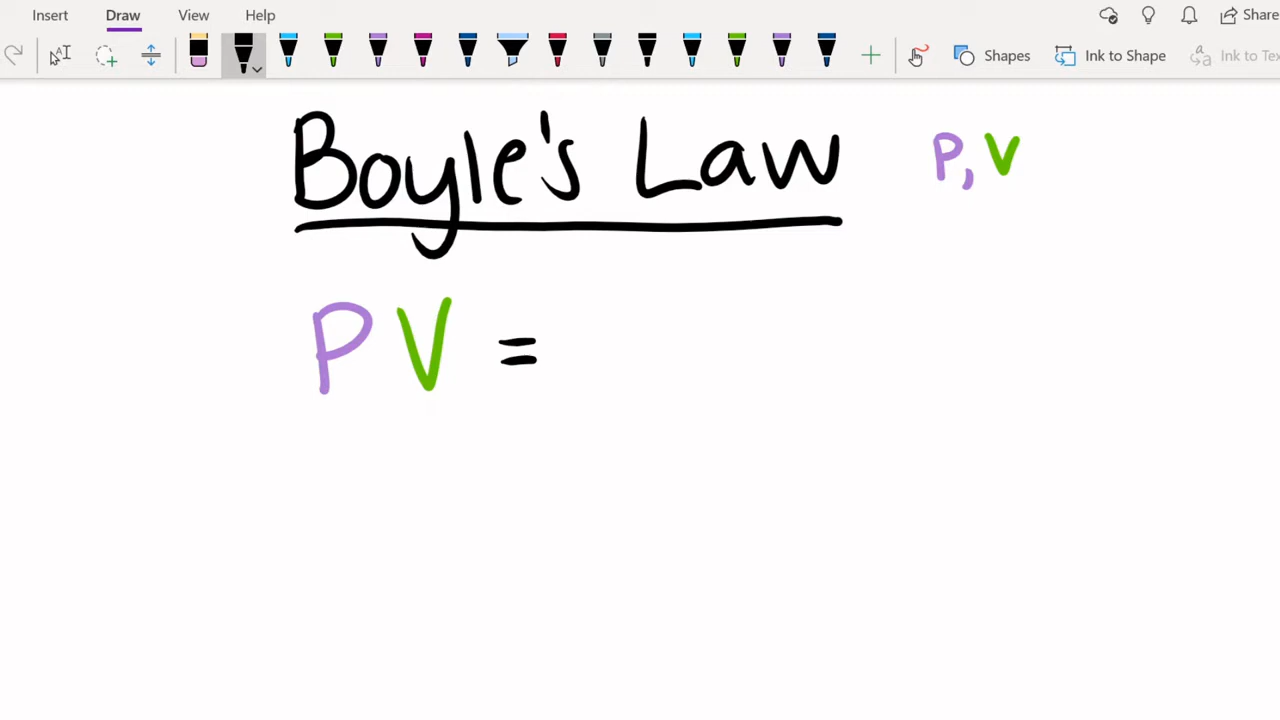 Insert Draw View Help Share
Shapes Ink to Shape Ink to Tex
Boyle's Law P, V
P V =